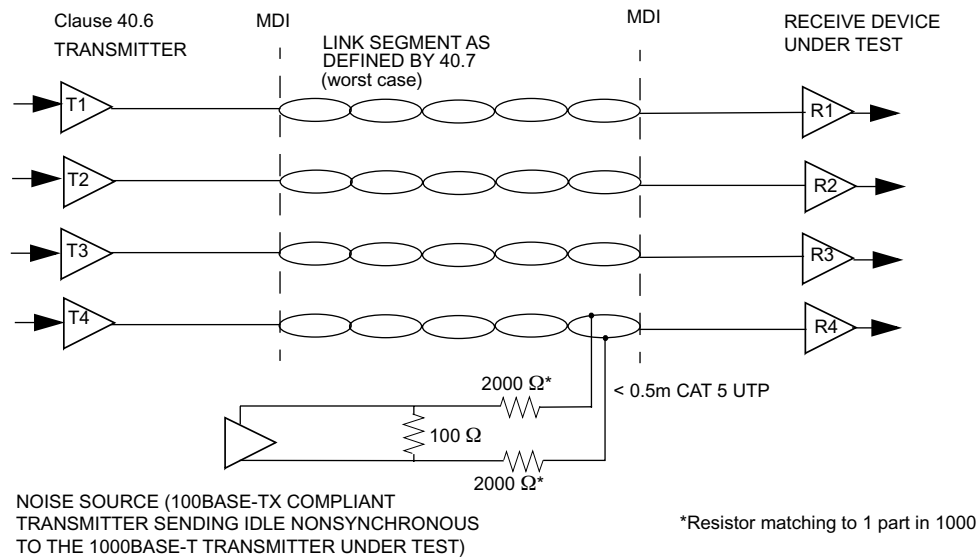 Clause 40.6
TRANSMITTER
MDI
LINK SEGMENT AS
DEFINED BY 40.7
(worst case)
MDI
RECEIVE DEVICE
UNDER TEST
T1
R1
T2
R2
T3
R3
T4
R4
2000 Ω*
< 0.5m CAT 5 UTP
100 Ω
2000 Ω*
NOISE SOURCE (100BASE-TX COMPLIANT
TRANSMITTER SENDING IDLE NONSYNCHRONOUS
TO THE 1000BASE-T TRANSMITTER UNDER TEST)
*Resistor matching to 1 part in 1000